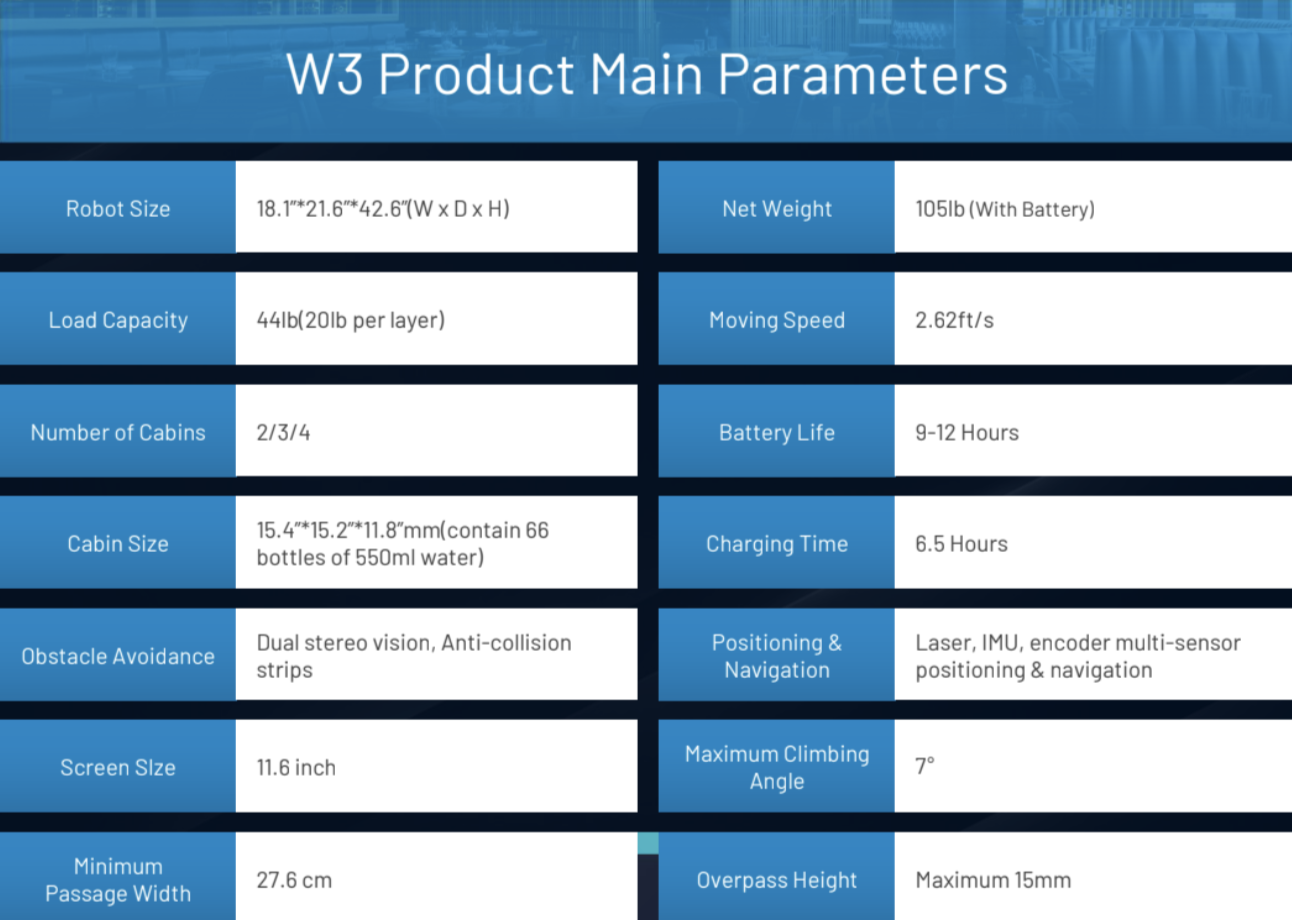 W3 Product Main Parameters
Robot Size
18.1"*21.6"*42.6"(W x D x H)
Net Weight
105lb (With Battery)
Load Capacity
44lb(20lb per layer)
Moving Speed
2.62ft/s
Number of Cabins
2/3/4
Battery Life
9-12 Hours
Cabin Size
15.4"*15.2"*11.8"mm(contain 66
bottles of 550ml water)
Charging Time
6.5 Hours
Obstacle Avoidance
Dual stereo vision, Anti-collision
strips
Positioning &
Navigation
Laser, IMU, encoder multi-sensor
positioning & navigation
Screen SIze
11.6 inch
Maximum Climbing
Angle
7°
Minimum
Passage Width
27.6 cm
Overpass Height
Maximum 15mm